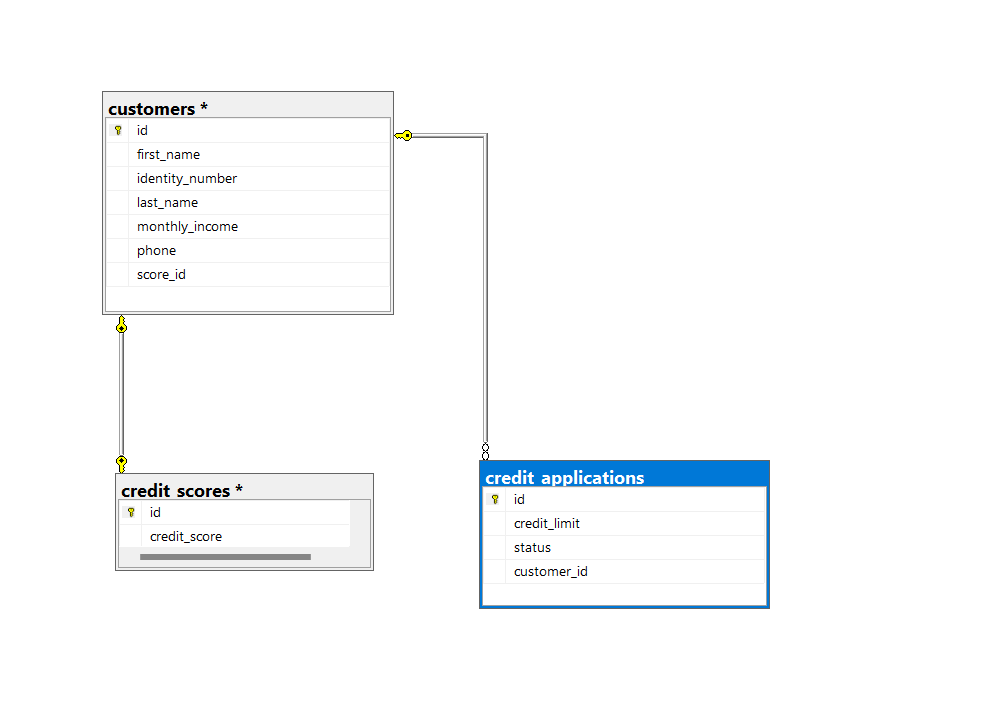 customers *
id
first_name
identity_number
last_name
monthly_income
phone
score_id
credit_scores *
id
credit_score
credit_applications
id
credit_limit
status
customer_id